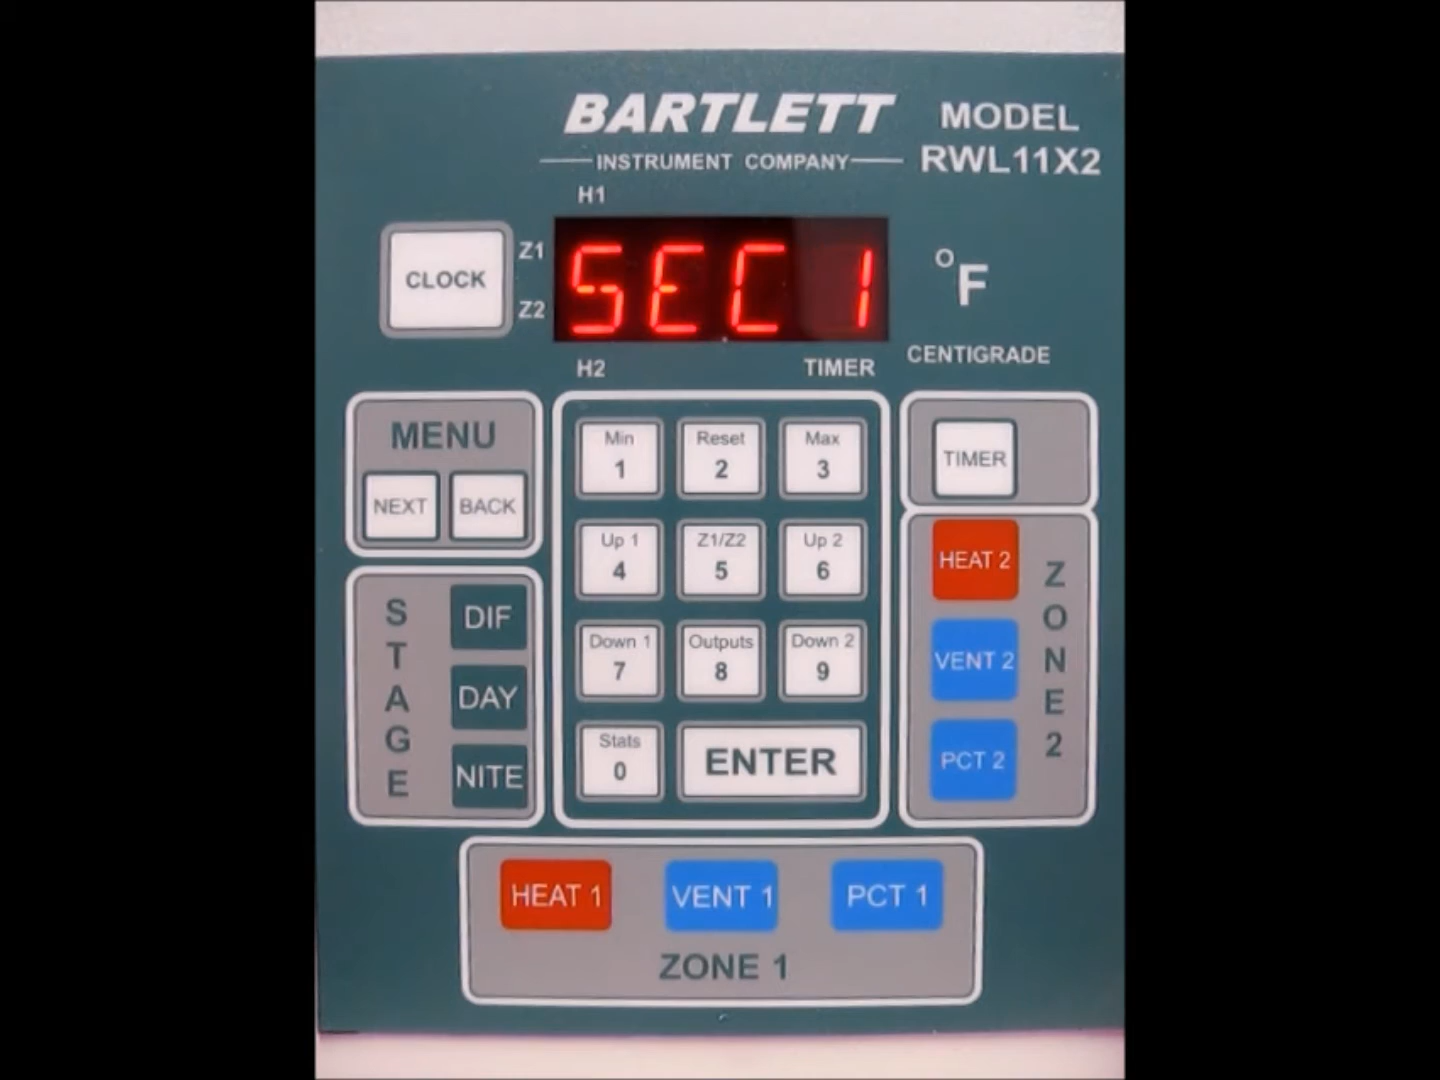 BARTLETT
INSTRUMENT COMPANY
MODEL
RWL11X2
H1
CLOCK
Z1
Z2
SEC 1
°F
H2
TIMER
CENTIGRADE
MENU
NEXT
BACK
Min
1
Reset
2
Max
3
Up 1
4
Z1/Z2
5
Up 2
6
Down 1
7
Outputs
8
Down 2
9
Stats
0
ENTER
TIMER
STAGE
DIF
DAY
NITE
HEAT 2
VENT 2
PCT 2
ZONE 2
HEAT 1
VENT 1
PCT 1
ZONE 1